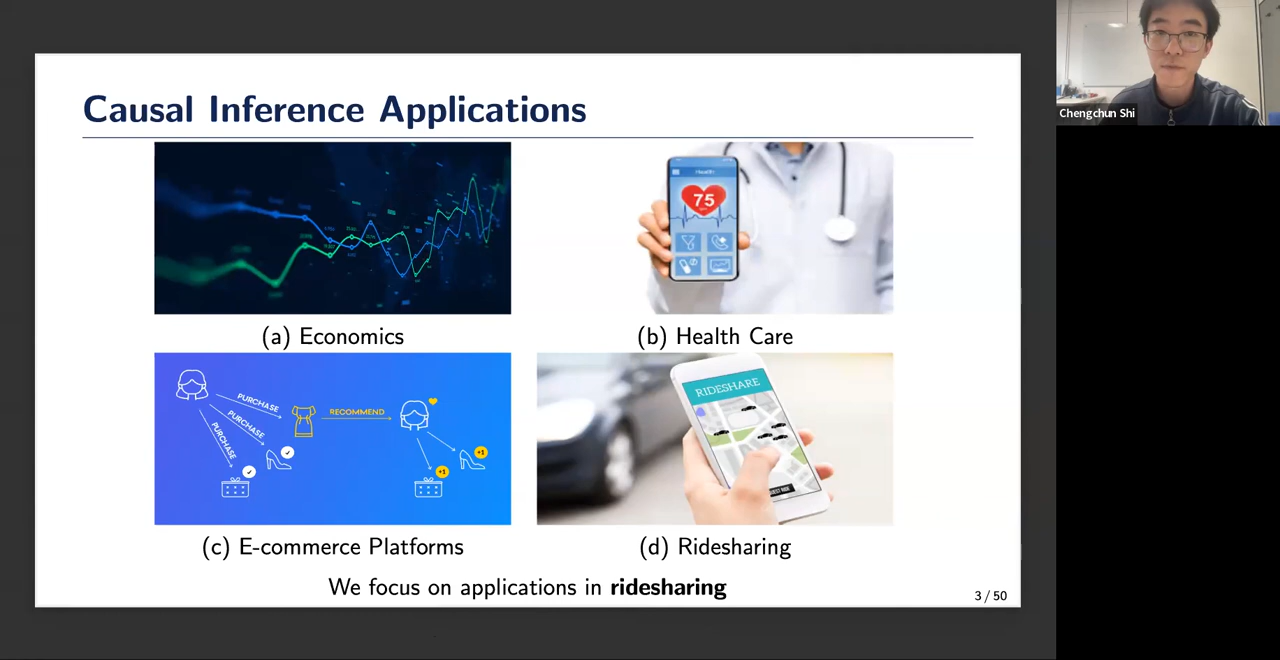 Causal Inference Applications
Chengchun Shi
75
(a) Economics
(b) Health Care
PURCHASE
PURCHASE
PURCHASE
RECOMMEND
+1
+1
RIDESHARE
(c) E-commerce Platforms
(d) Ridesharing
We focus on applications in ridesharing
3 / 50